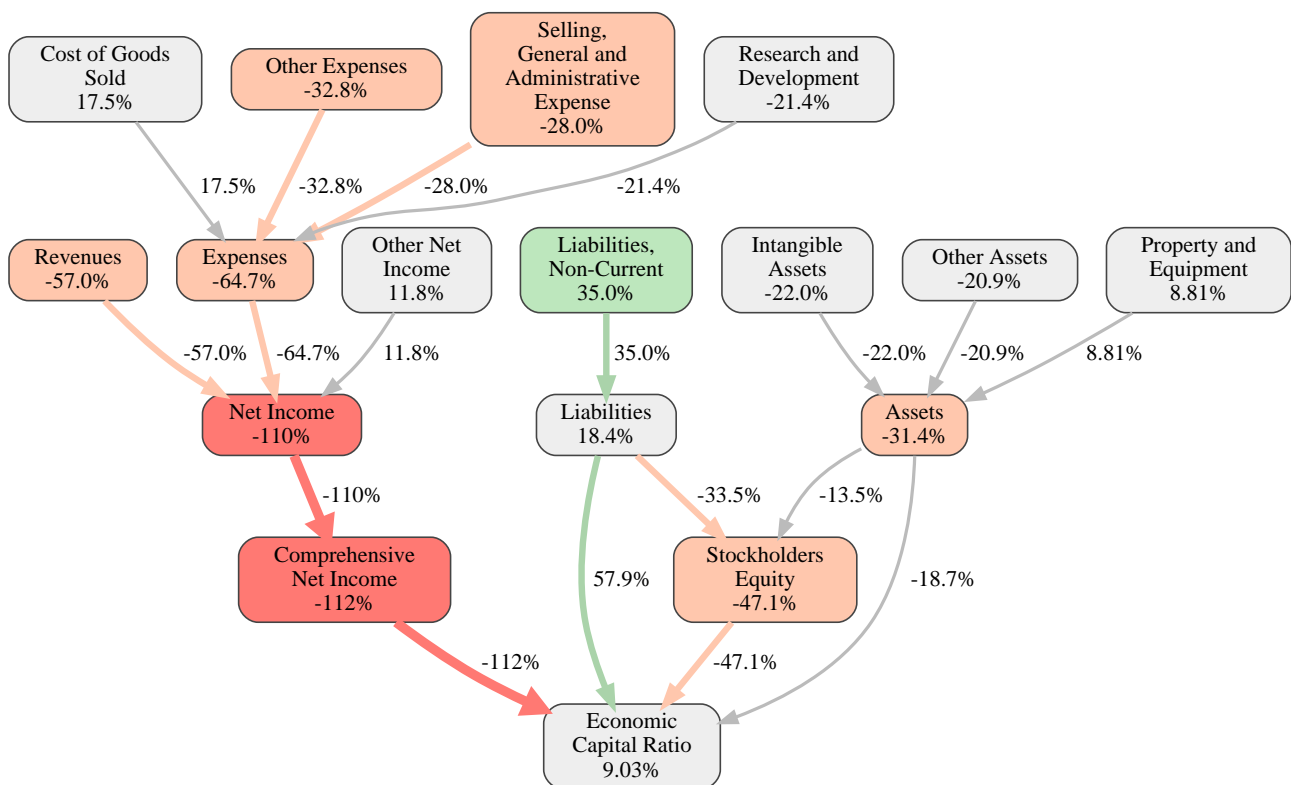 Cost of Goods
Sold
17.5%
Other Expenses
-32.8%
Selling,
General and
Administrative
Expense
-28.0%
Research and
Development
-21.4%
17.5%
-32.8%
-28.0%
-21.4%
Revenues
-57.0%
Expenses
-64.7%
Other Net
Income
11.8%
Liabilities,
Non-Current
35.0%
Intangible
Assets
-22.0%
Other Assets
-20.9%
Property and
Equipment
8.81%
-57.0%
-64.7%
11.8%
35.0%
-22.0%
-20.9%
8.81%
Net Income
-110%
Liabilities
18.4%
Assets
-31.4%
-110%
-33.5%
-13.5%
Comprehensive
Net Income
-112%
57.9%
Stockholders
Equity
-47.1%
-18.7%
-112%
-47.1%
Economic
Capital Ratio
9.03%